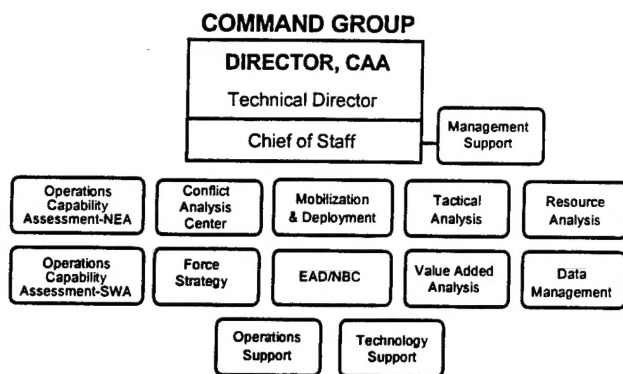 COMMAND GROUP
DIRECTOR, CAA
Technical Director
Chief of Staff
Management
Support
Operations
Capability
Assessment-NEA
Conflict
Analysis
Center
Mobilization
& Deployment
Tactical
Analysis
Resource
Analysis
Operations
Capability
Assessment-SWA
Force
Strategy
EAD/NBC
Value Added
Analysis
Data
Management
Operations
Support
Technology
Support